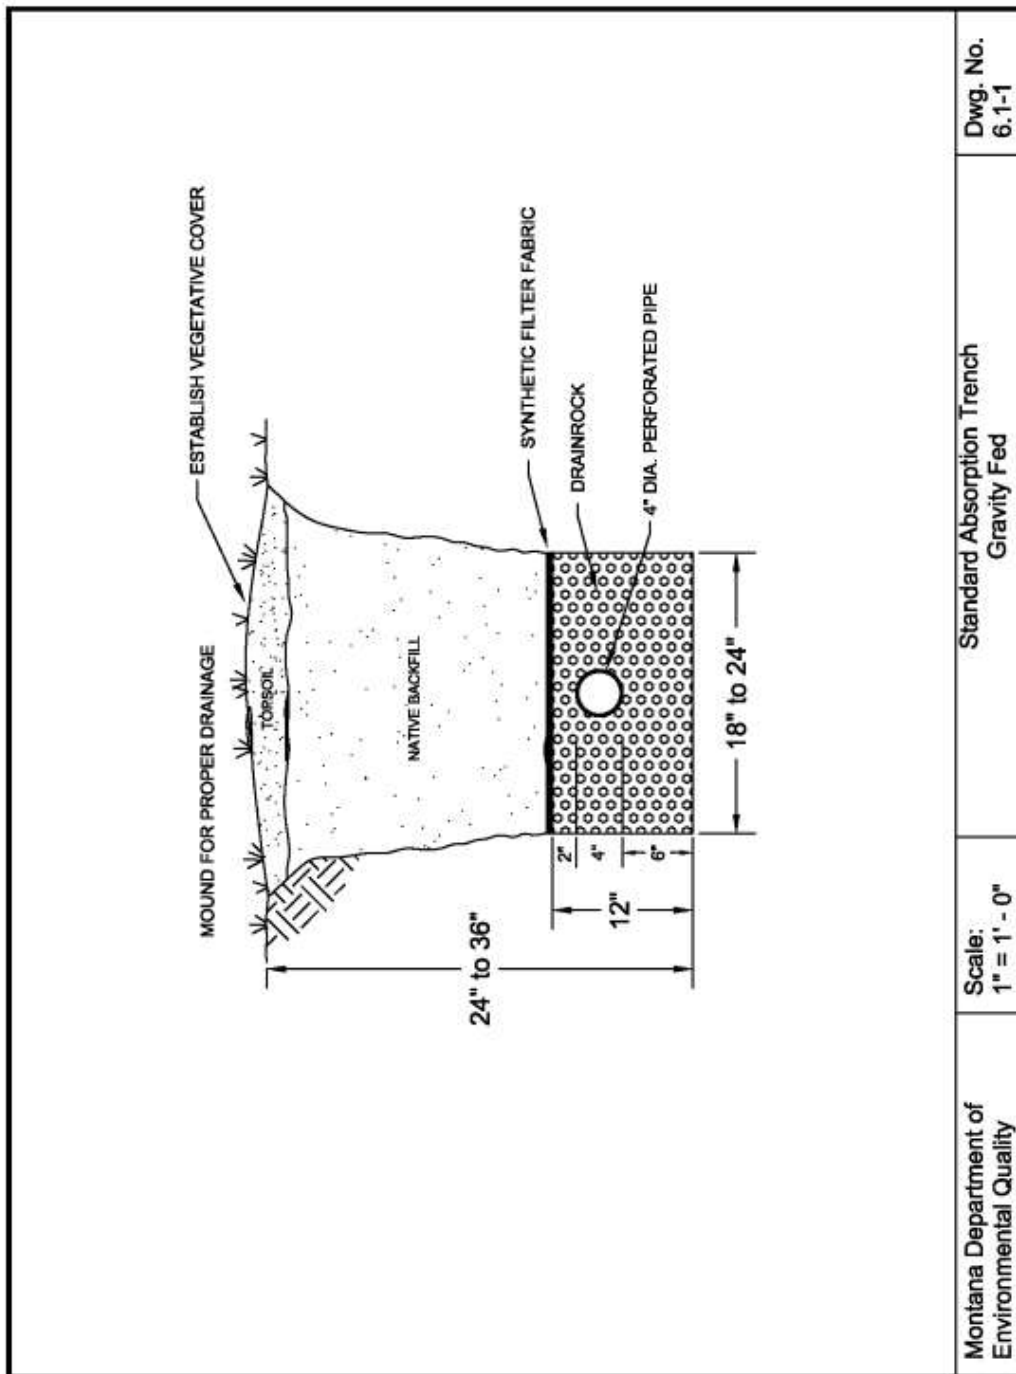 MOUND FOR PROPER DRAINAGE
ESTABLISH VEGETATIVE COVER
TOPSOIL
NATIVE BACKFILL
24" to 36"
12"
2"
4"
6"
SYNTHETIC FILTER FABRIC
DRAINROCK
4" DIA. PERFORATED PIPE
18" to 24"
Montana Department of
Environmental Quality
Scale:
1" = 1' - 0"
Standard Absorption Trench
Gravity Fed
Dwg. No.
6.1-1